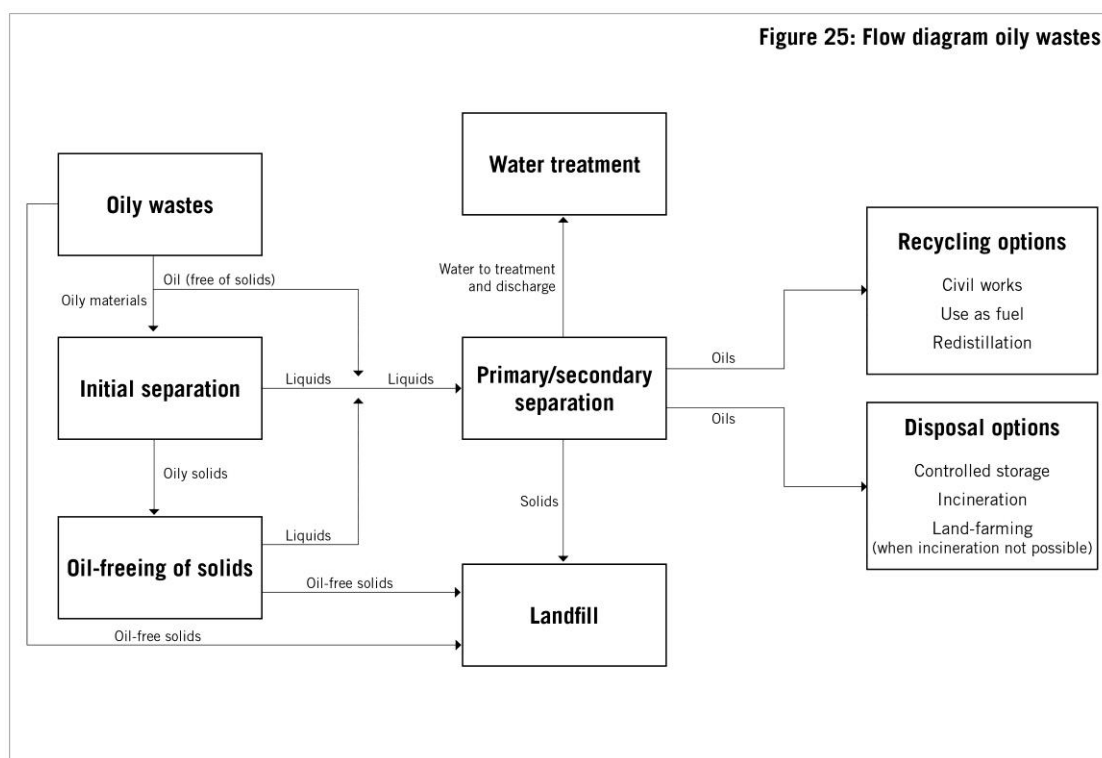 Figure 25: Flow diagram oily wastes
Water treatment
Oily wastes
Recycling options
Civil works
Use as fuel
Redistillation
Oil (free of solids)
Oily materials
Water to treatment
and discharge
Initial separation
Liquids
Liquids
Primary/secondary
separation
Oils
Oils
Disposal options
Controlled storage
Incineration
Land-farming
(when incineration not possible)
Oily solids
Solids
Oil-freeing of solids
Liquids
Oil-free solids
Landfill
Oil-free solids